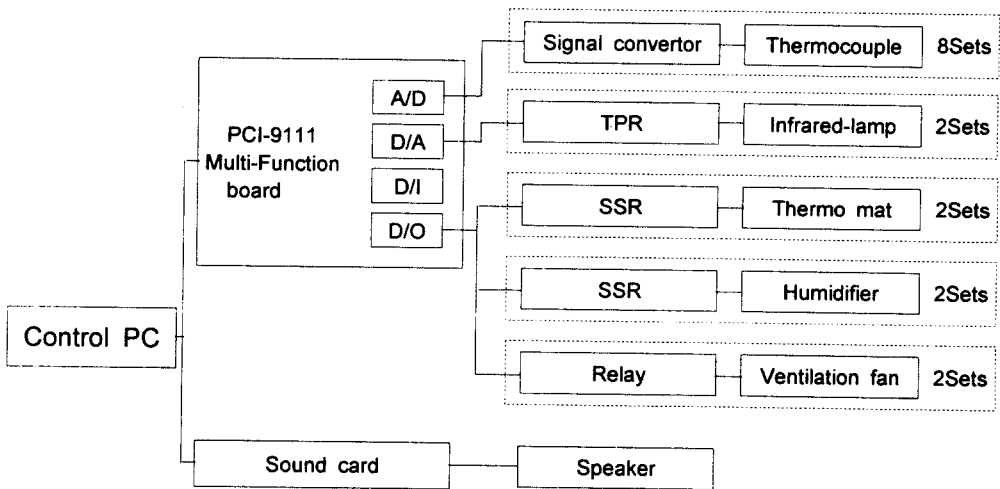 Signal convertor
Thermocouple
8Sets
PCI-9111
Multi-Function
board
A/D
D/A
D/I
D/O
TPR
Infrared-lamp
2Sets
SSR
Thermo mat
2Sets
SSR
Humidifier
2Sets
Relay
Ventilation fan
2Sets
Control PC
Sound card
Speaker